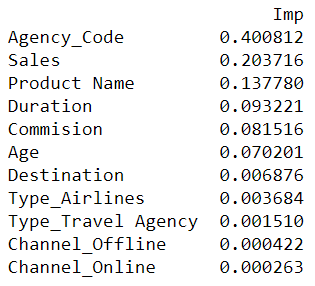 Imp
Agency_Code 0.400812
Sales 0.203716
Product Name 0.137780
Duration 0.093221
Commision 0.081516
Age 0.070201
Destination 0.006876
Type_Airlines 0.003684
Type_Travel Agency 0.001510
Channel_Offline 0.000422
Channel_Online 0.000263